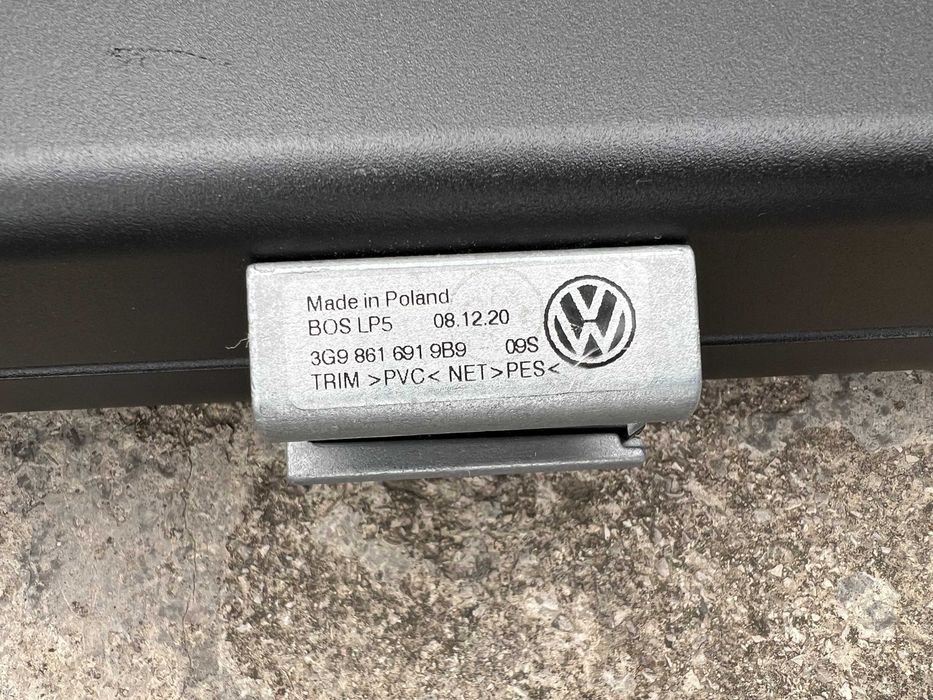 Made in Poland
BOS LP5 08.12.20
3G9 861 691 9B9 09S
TRIM >PVC< NET>PES<